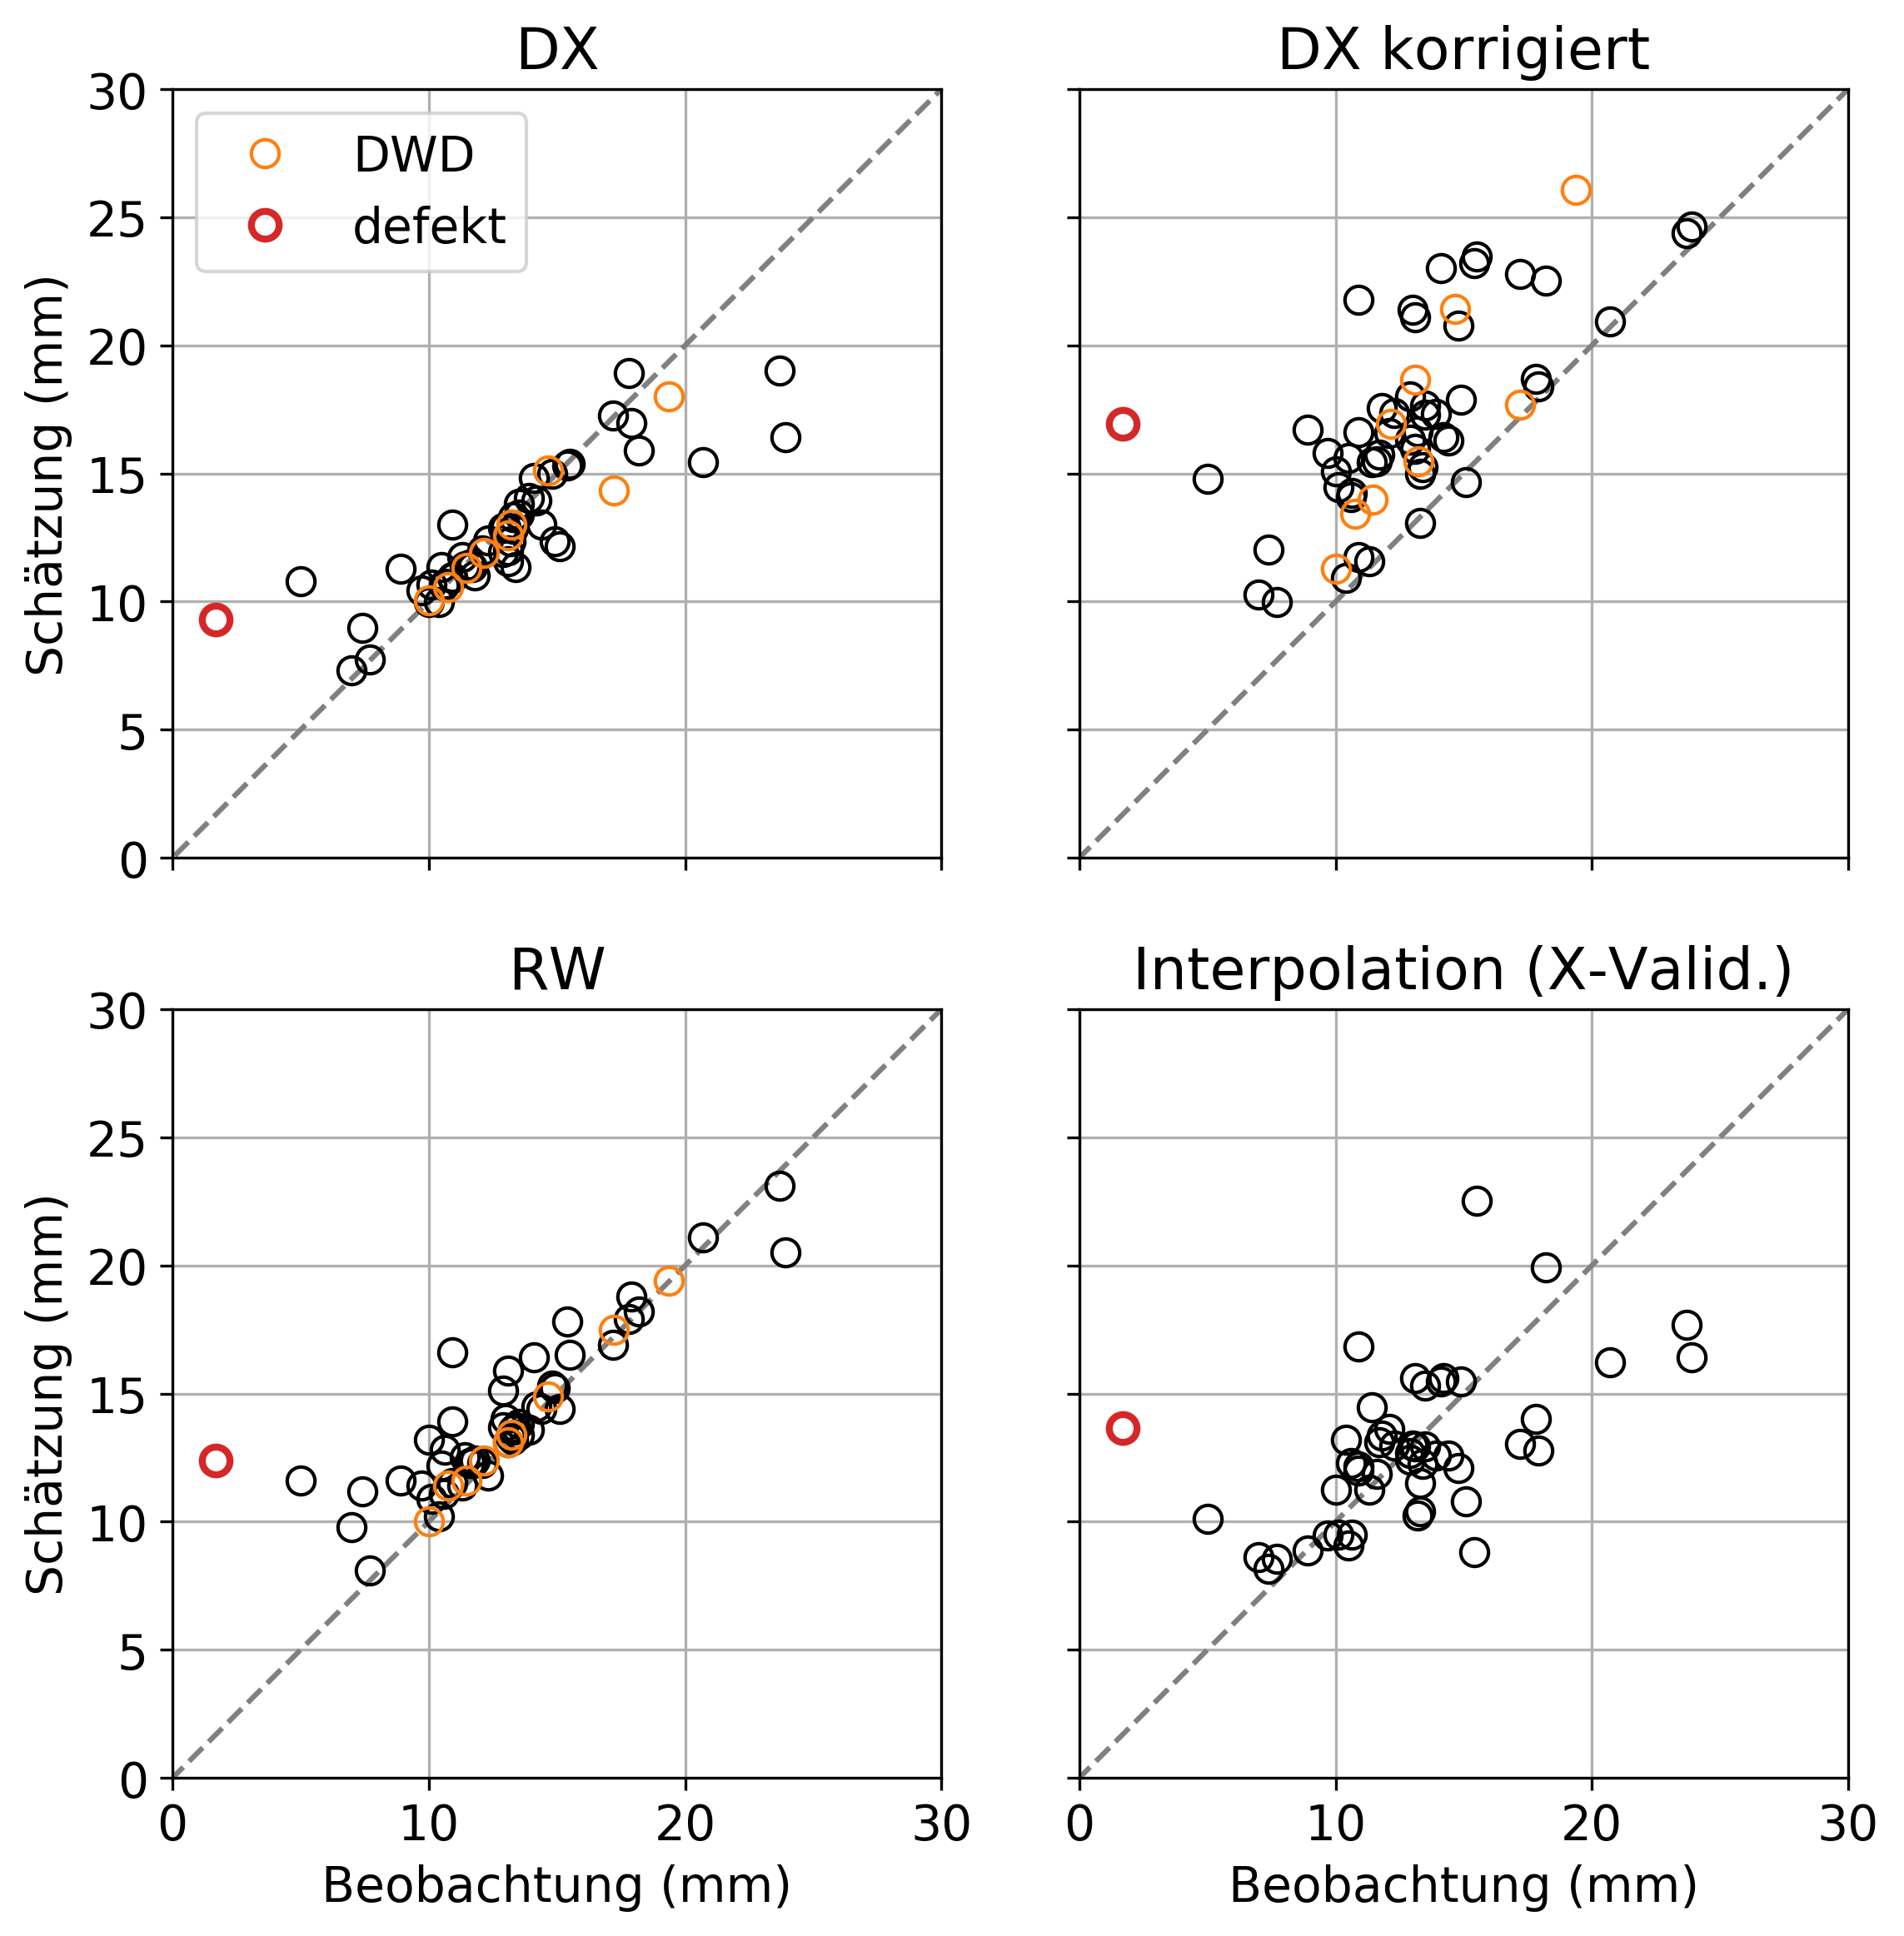 DX
DX korrigiert
30
25
20
15
10
5
0
Schätzung (mm)
DWD
defekt
RW
Interpolation (X-Valid.)
30
25
20
15
10
5
0
Schätzung (mm)
0 10 20 30
0 10 20 30
Beobachtung (mm)
Beobachtung (mm)